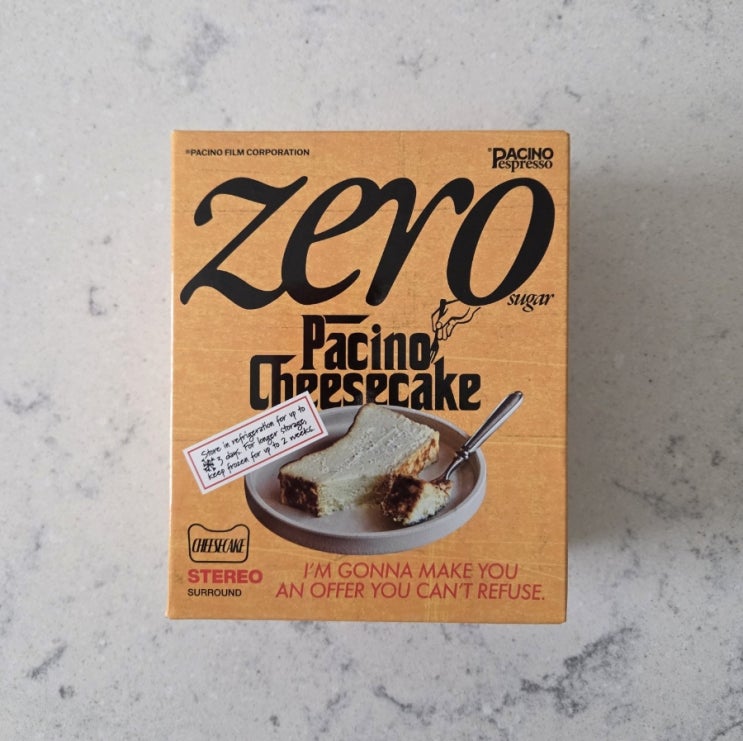 ®PACINO FILM CORPORATION
®PACINO
espresso
zero
sugar
Pacino
Cheesecake
Store in refrigeration for up to
3 days. For longer storage,
keep frozen for up to 2 weeks.
CHEESECAKE
STEREO
SURROUND
I'M GONNA MAKE YOU
AN OFFER YOU CAN'T REFUSE.